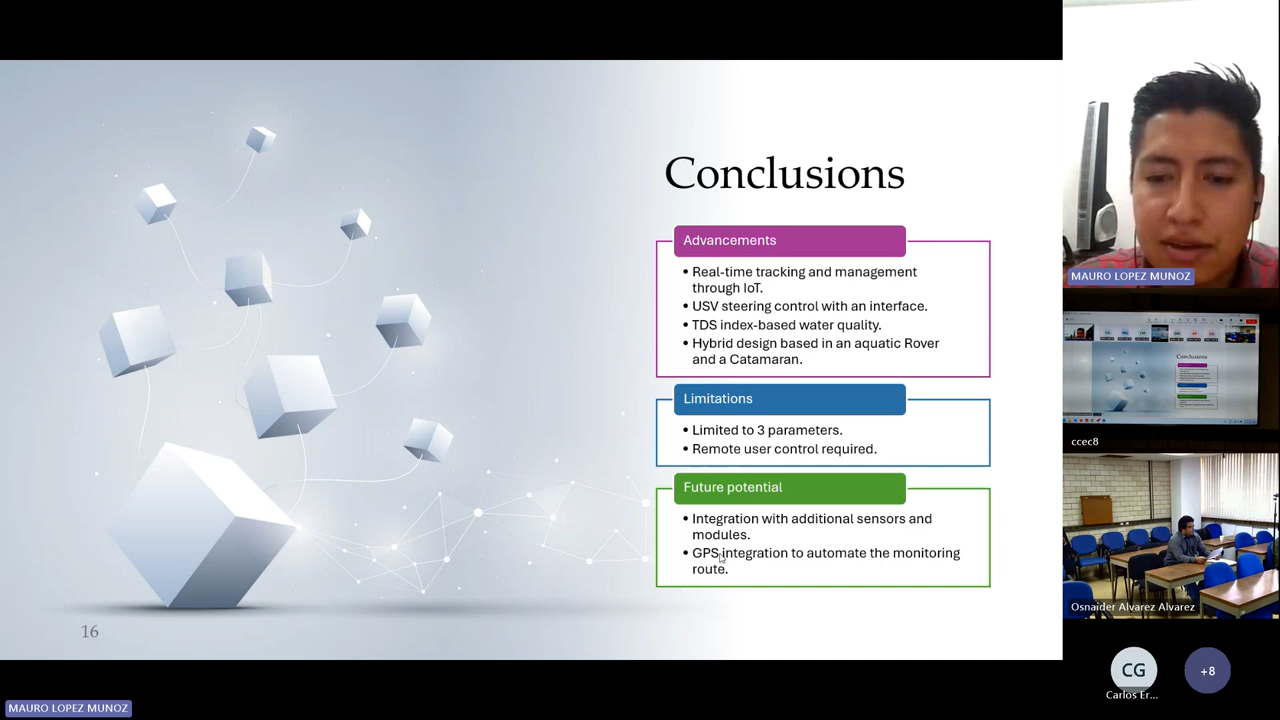 Conclusions
Advancements
• Real-time tracking and management
through IoT.
• USV steering control with an interface.
• TDS index-based water quality.
• Hybrid design based in an aquatic Rover
and a Catamaran.
Limitations
• Limited to 3 parameters.
• Remote user control required.
Future potential
• Integration with additional sensors and
modules.
• GPS integration to automate the monitoring
route.
16
MAURO LOPEZ MUNOZ
MAURO LOPEZ MUNOZ
Conclusions
ccec8
Osnaider Alvarez Alvarez
CG
Carlos Er...
+8